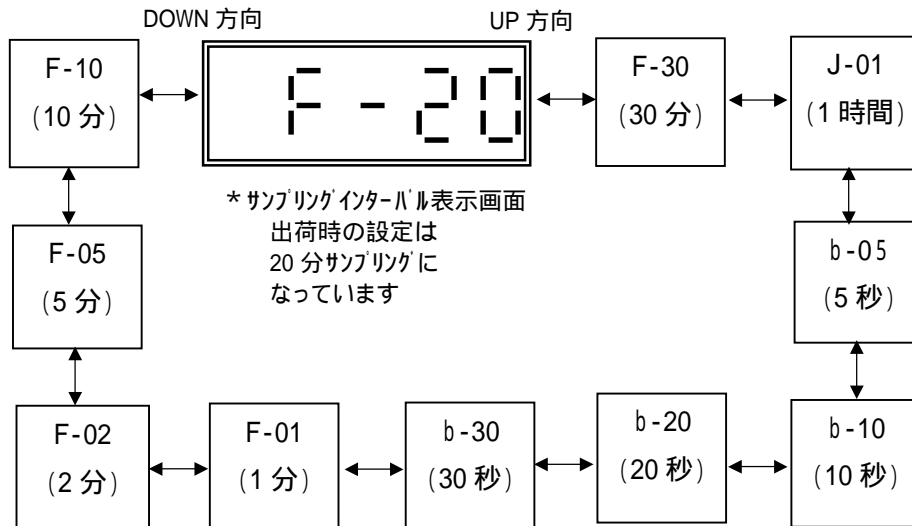 DOWN 方向
UP 方向
F-10
(10 分)
F-20
F-30
(30 分)
J-01
(1 時間)
*サンプリングインターバル表示画面
出荷時の設定は
20 分サンプリングに
なっています
F-05
(5 分)
b-05
(5 秒)
F-02
(2 分)
F-01
(1 分)
b-30
(30 秒)
b-20
(20 秒)
b-10
(10 秒)